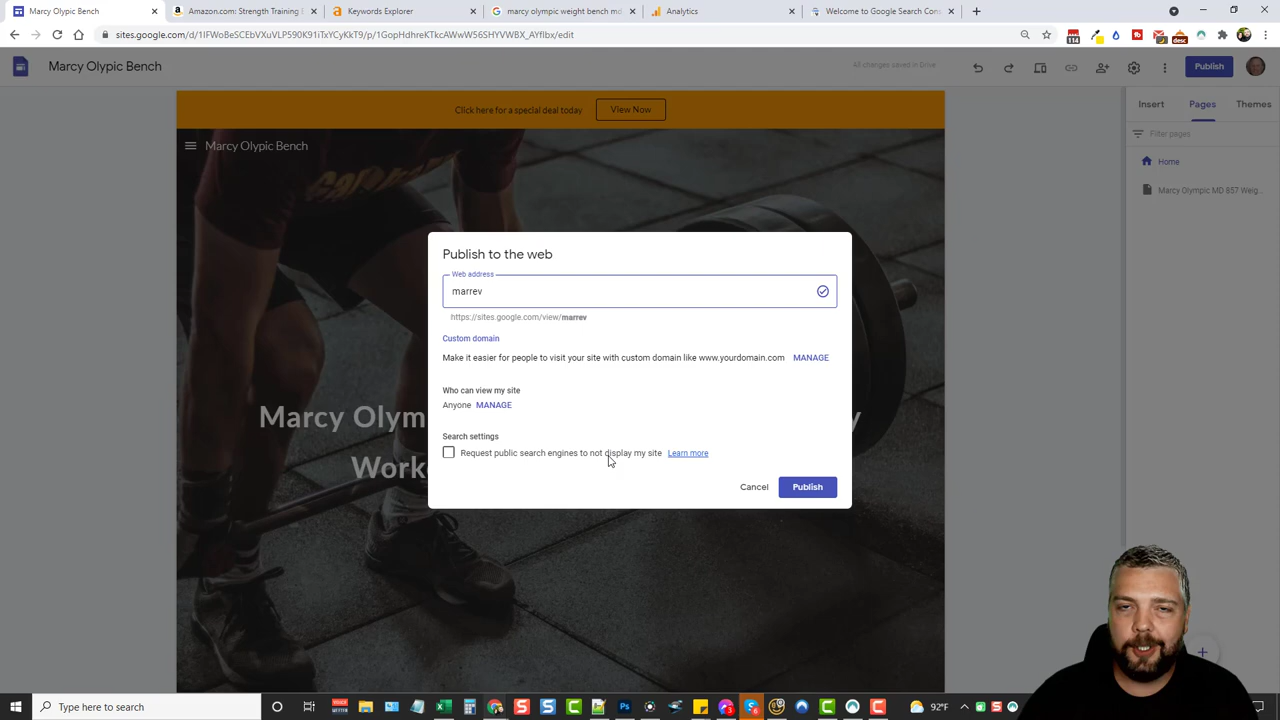 Marcy Olypic Bench
Amazon.com: Strength Training E
Keywords Explorer
marcy olympic weight bench md
Analytics
Welcome to Google Search Cons
sites.google.com/d/1IFWoBeSCEbVXuVLP590K91iTxYCyKkT9/p/1GopHdhreKTkcAWwW56SHYVWBX_AYflbx/edit
114
desc
Marcy Olypic Bench
All changes saved in Drive
Publish
Click here for a special deal today
View Now
Insert
Pages
Themes
Marcy Olypic Bench
Filter pages
Home
Marcy Olympic MD 857 Weig...
Publish to the web
Web address
marrev
https://sites.google.com/view/marrev
Custom domain
Make it easier for people to visit your site with custom domain like www.yourdomain.com MANAGE
Who can view my site
Anyone MANAGE
Marcy Olym
y
Search settings
Request public search engines to not display my site Learn more
Work
Cancel
Publish
Type here to search
92°F